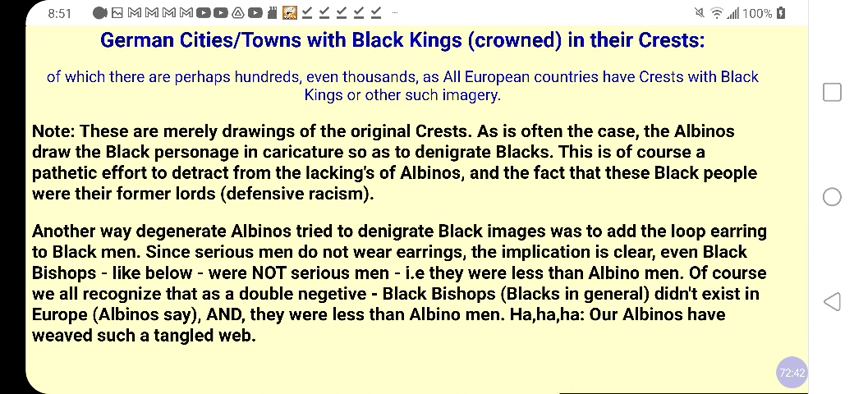 8:51
100%
German Cities/Towns with Black Kings (crowned) in their Crests:
of which there are perhaps hundreds, even thousands, as All European countries have Crests with Black
Kings or other such imagery.
Note: These are merely drawings of the original Crests. As is often the case, the Albinos
draw the Black personage in caricature so as to denigrate Blacks. This is of course a
pathetic effort to detract from the lacking's of Albinos, and the fact that these Black people
were their former lords (defensive racism).
Another way degenerate Albinos tried to denigrate Black images was to add the loop earring
to Black men. Since serious men do not wear earrings, the implication is clear, even Black
Bishops - like below - were NOT serious men - i.e they were less than Albino men. Of course
we all recognize that as a double negetive - Black Bishops (Blacks in general) didn't exist in
Europe (Albinos say), AND, they were less than Albino men. Ha,ha,ha: Our Albinos have
weaved such a tangled web.
72:42